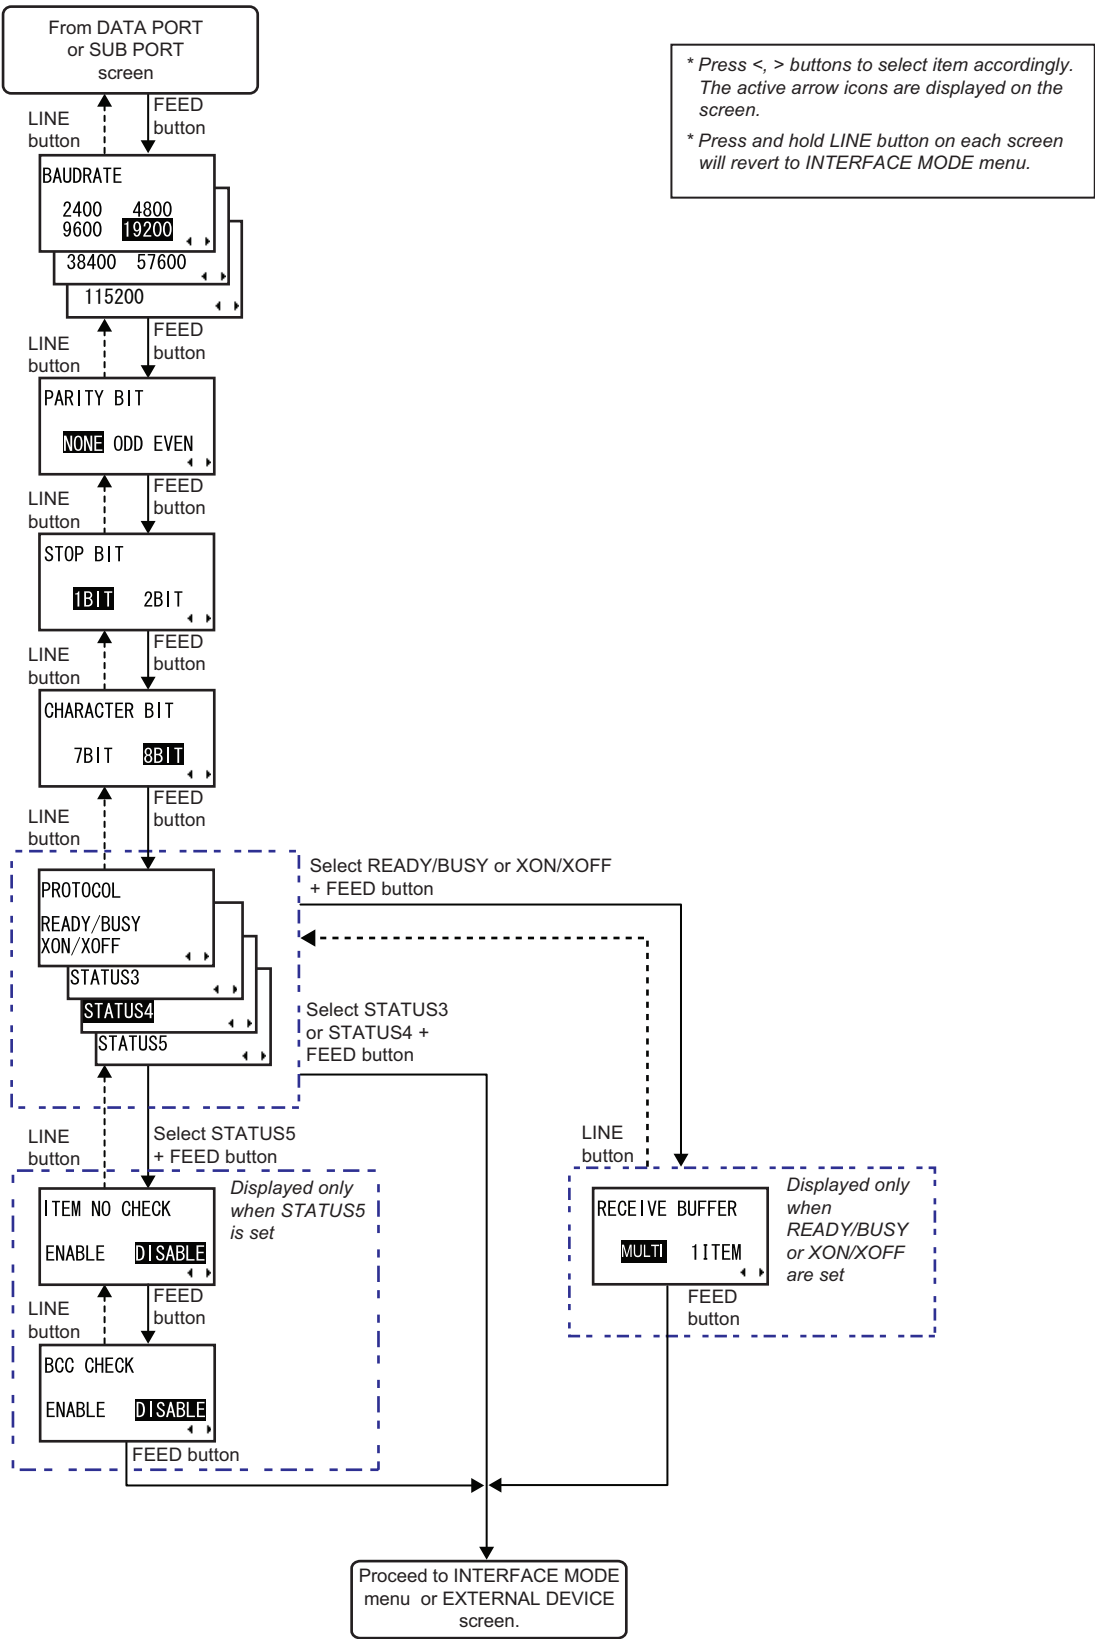 From DATA PORT
or SUB PORT
screen
* Press <, > buttons to select item accordingly.
The active arrow icons are displayed on the
screen.
* Press and hold LINE button on each screen
will revert to INTERFACE MODE menu.
LINE
button
FEED
button
BAUDRATE
2400 4800
9600 19200
38400 57600
115200
LINE
button
FEED
button
PARITY BIT
NONE ODD EVEN
LINE
button
FEED
button
STOP BIT
1BIT 2BIT
LINE
button
FEED
button
CHARACTER BIT
7BIT 8BIT
LINE
button
FEED
button
PROTOCOL
READY/BUSY
XON/XOFF
STATUS3
STATUS4
STATUS5
Select READY/BUSY or XON/XOFF
+ FEED button
Select STATUS3
or STATUS4 +
FEED button
LINE
button
Select STATUS5
+ FEED button
ITEM NO CHECK
ENABLE DISABLE
Displayed only
when STATUS5
is set
LINE
button
FEED
button
BCC CHECK
ENABLE DISABLE
FEED button
LINE
button
RECEIVE BUFFER
MULTI 1ITEM
Displayed only
when
READY/BUSY
or XON/XOFF
are set
FEED
button
Proceed to INTERFACE MODE
menu or EXTERNAL DEVICE
screen.